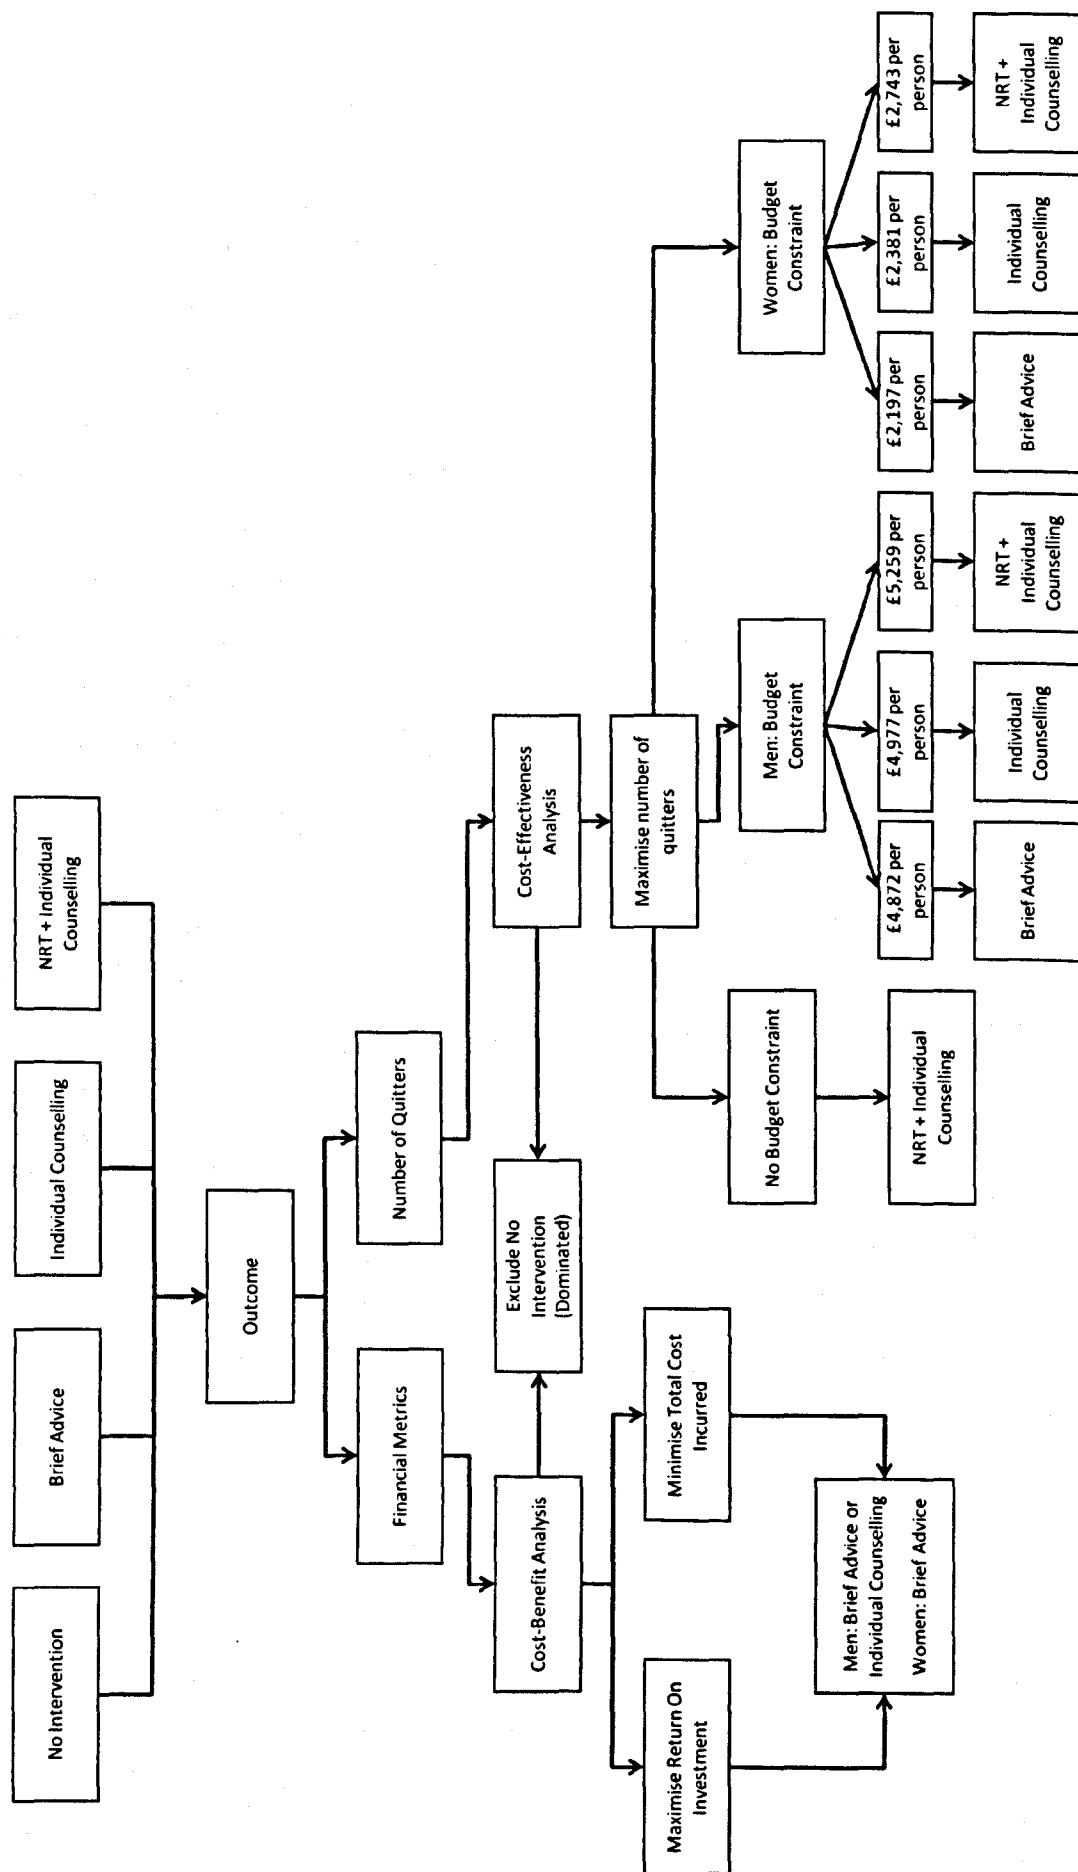 No Intervention
Brief Advice
Individual Counselling
NRT + Individual
Counselling
Outcome
Financial Metrics
Number of Quitters
Cost-Benefit Analysis
Exclude No
Intervention
(Dominated)
Cost-Effectiveness
Analysis
Maximise Return On
Investment
Minimise Total Cost
Incurred
Maximise number of
quitters
Men: Brief Advice or
Individual Counselling
Women: Brief Advice
No Budget Constraint
Men: Budget
Constraint
Women: Budget
Constraint
NRT + Individual
Counselling
£4,872 per
person
£4,977 per
person
£5,259 per
person
£2,197 per
person
£2,381 per
person
£2,743 per
person
Brief Advice
Individual
Counselling
NRT +
Individual
Counselling
Brief Advice
Individual
Counselling
NRT +
Individual
Counselling